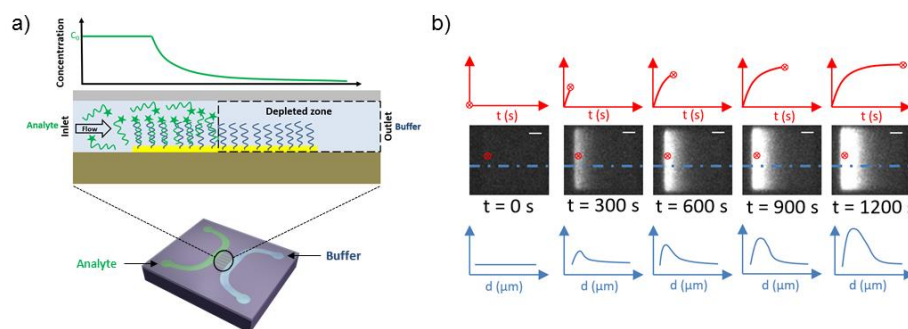 a)
Concentrration
C₀
Analyte
Inlet
Flow
Depleted zone
Outlet
Buffer
Analyte
Buffer
b)
t (s) t (s) t (s) t (s) t (s)
t = 0 s t = 300 s t = 600 s t = 900 s t = 1200 s
d (µm) d (µm) d (µm) d (µm) d (µm)